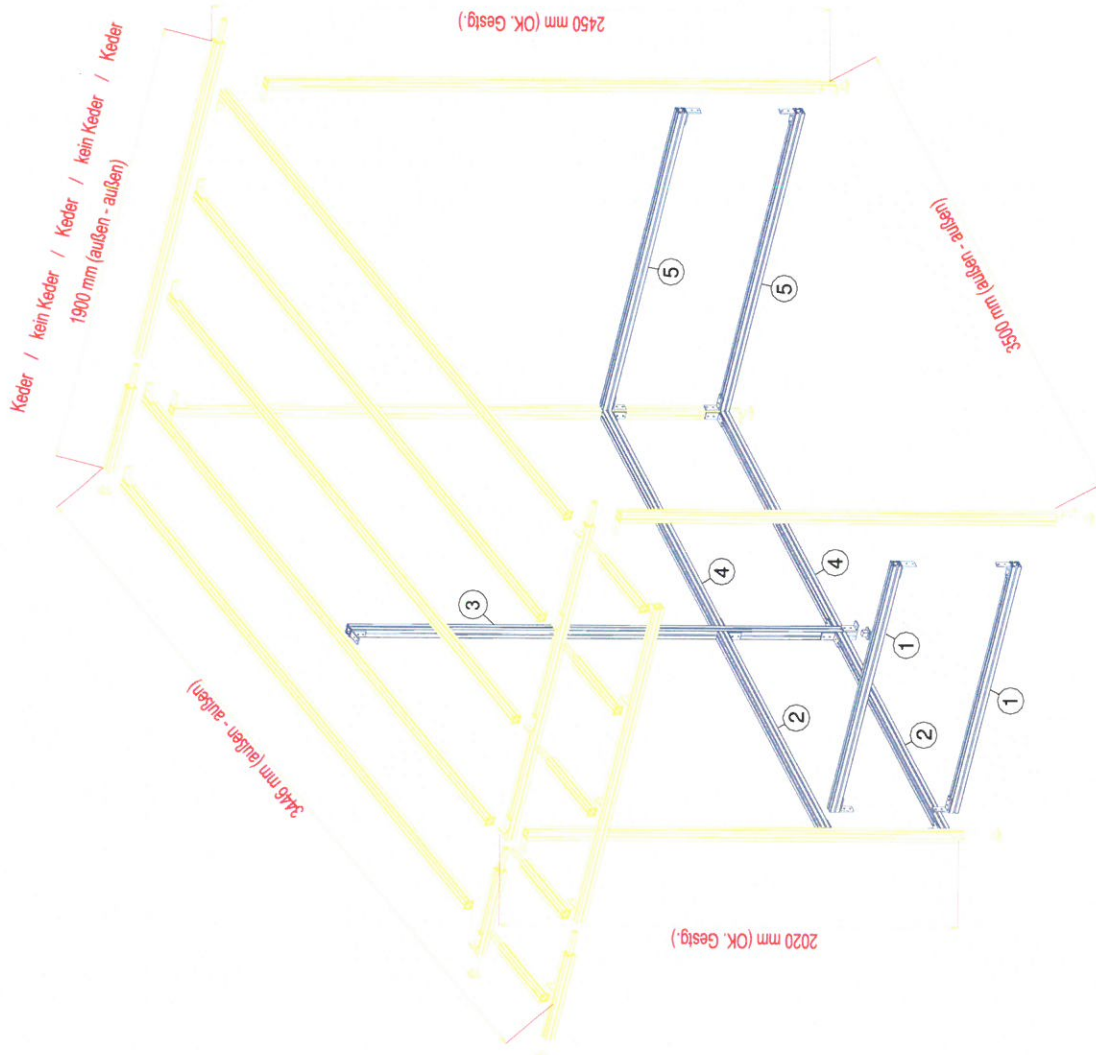 Keder / kein Keder / Keder / kein Keder / Keder
1900 mm (außen - außen)
2450 mm (OK. Gestg.)
3446 mm (außen - außen)
3500 mm (außen - außen)
2020 mm (OK. Gestg.)
3
5
5
4
4
2
2
1
1